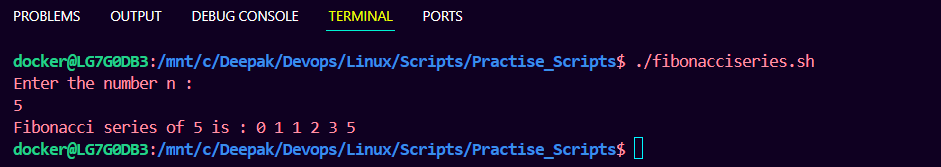 PROBLEMS OUTPUT DEBUG CONSOLE TERMINAL PORTS
docker@LG7G0DB3:/mnt/c/Deepak/Devops/Linux/Scripts/Practise_Scripts$ ./fibonacciseries.sh
Enter the number n :
5
Fibonacci series of 5 is : 0 1 1 2 3 5
docker@LG7G0DB3:/mnt/c/Deepak/Devops/Linux/Scripts/Practise_Scripts$